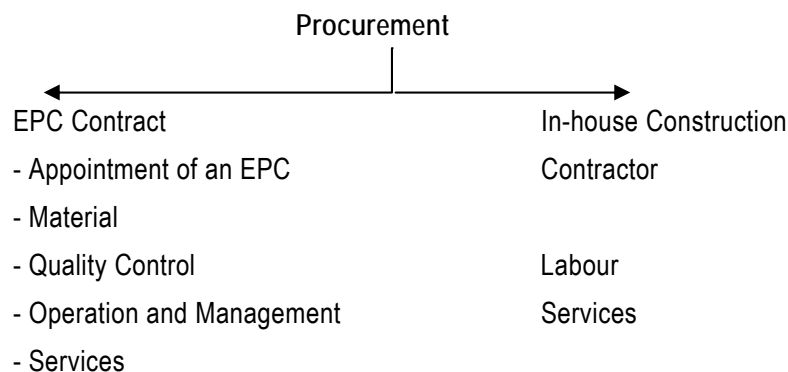 Procurement
EPC Contract In-house Construction
- Appointment of an EPC Contractor
- Material
- Quality Control Labour
- Operation and Management Services
- Services